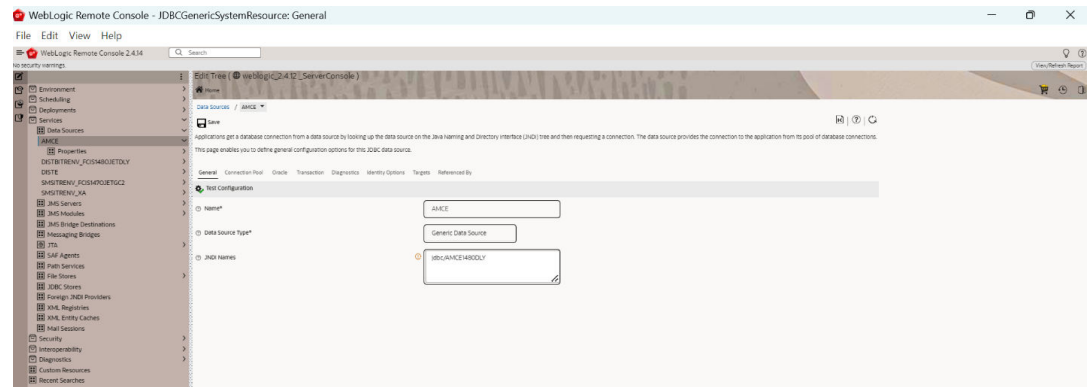 WebLogic Remote Console - JDBCGenericSystemResource: General
File Edit View Help
WebLogic Remote Console 2.4.14
Search
No security warnings
View/Refresh Report
Edit Tree ( weblogic_2.4.12_ServerConsole )
Home
Environment
Scheduling
Deployments
Services
Data Sources
AMCE
Properties
DISTBITRENV_FCIS1480JETDLY
DISTE
SMSITRENV_FCIS1470JETGC2
SMSITRENV_XA
JMS Servers
JMS Modules
JMS Bridge Destinations
Messaging Bridges
JTA
SAF Agents
Path Services
File Stores
JDBC Stores
Foreign JNDI Providers
XML Registries
XML Entity Caches
Mail Sessions
Security
Interoperability
Diagnostics
Custom Resources
Recent Searches
Data Sources / AMCE
Save
Applications get a database connection from a data source by looking up the data source on the Java Naming and Directory Interface (JNDI) tree and then requesting a connection. The data source provides the connection to the application from its pool of database connections.
This page enables you to define general configuration options for this JDBC data source.
General Connection Pool Oracle Transaction Diagnostics Identity Options Targets Referenced By
Test Configuration
Name* AMCE
Data Source Type* Generic Data Source
JNDI Names jdbc/AMCE1480DLY